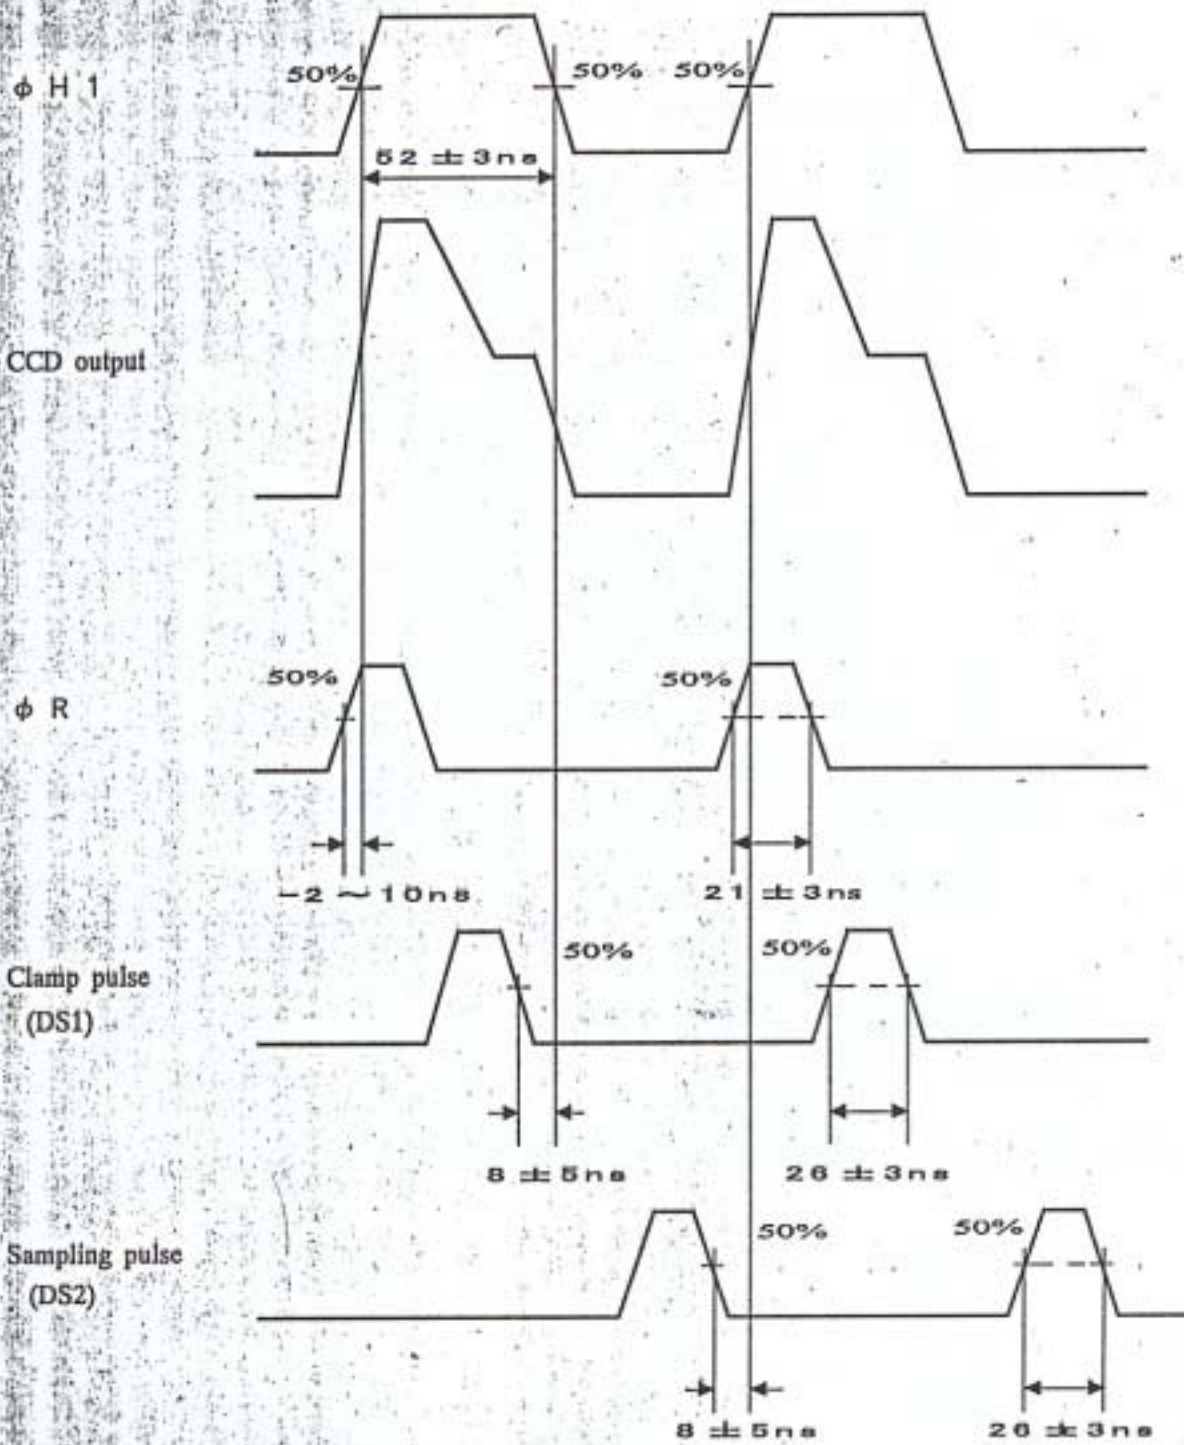 50% 50% 50%
φ H 1
52 ± 3ns
CCD output
50% 50%
φ R
-2 ~ 10ns 21 ± 3ns
50% 50%
Clamp pulse
(DS1)
8 ± 5ns 26 ± 3ns
50% 50%
Sampling pulse
(DS2)
8 ± 5ns 26 ± 3ns